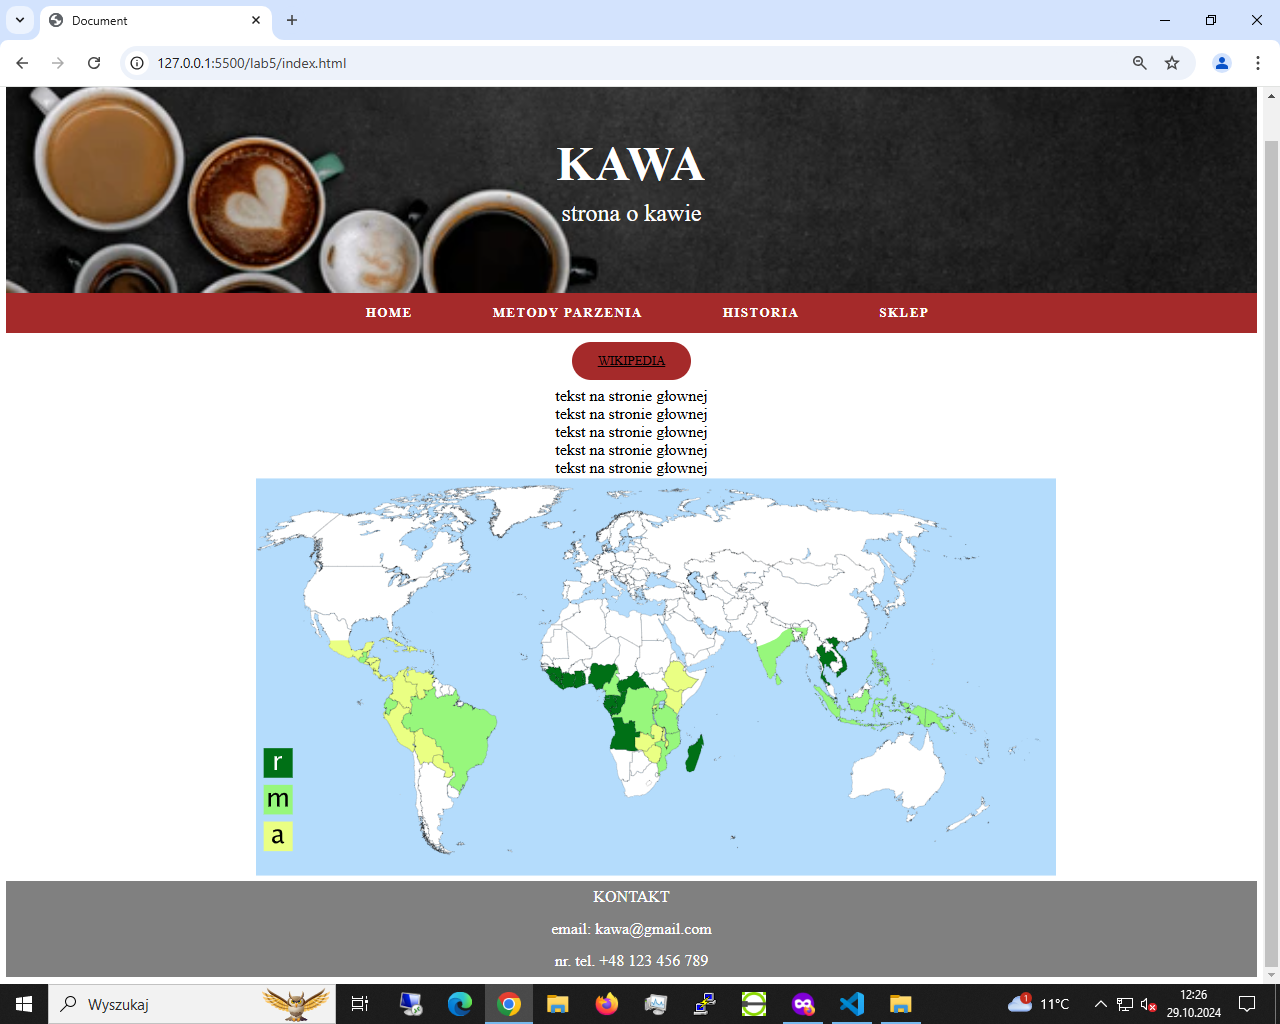 Document
127.0.0.1:5500/lab5/index.html
KAWA
strona o kawie
HOME METODY PARZENIA HISTORIA SKLEP
WIKIPEDIA
tekst na stronie głownej
tekst na stronie głownej
tekst na stronie głownej
tekst na stronie głownej
tekst na stronie głownej
r
m
a
KONTAKT
email: kawa@gmail.com
nr. tel. +48 123 456 789
Wyszukaj
1
11°C
12:26
29.10.2024